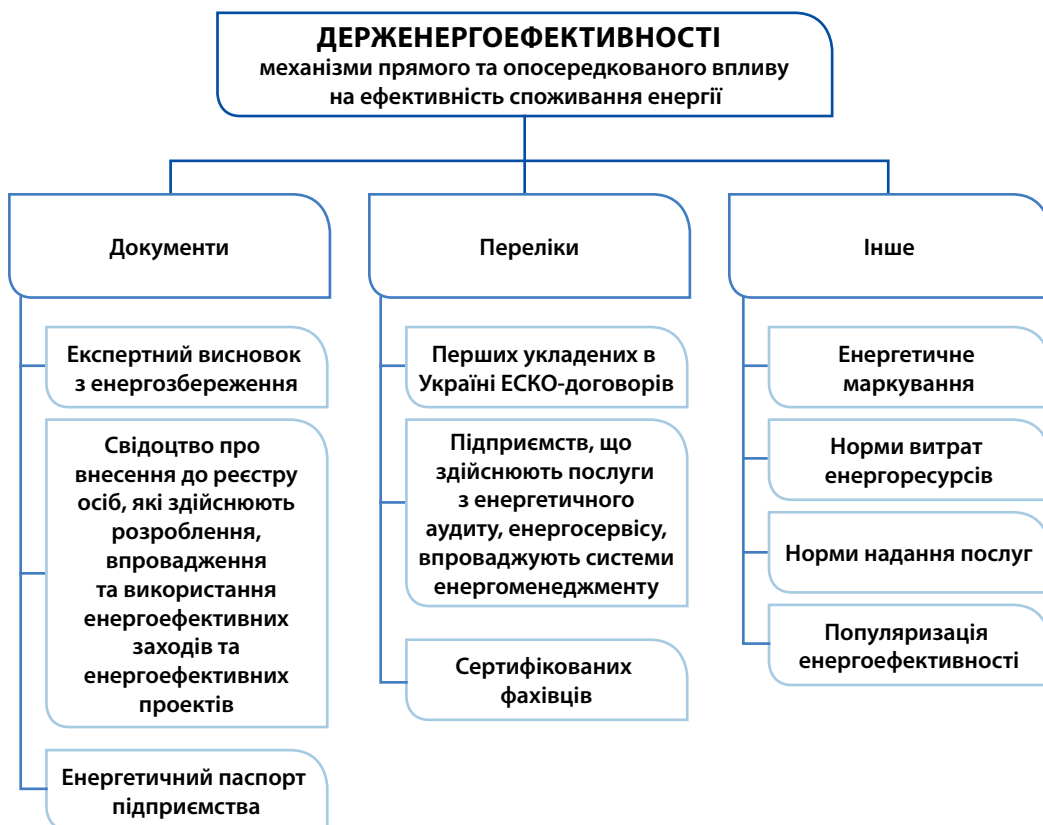 ДЕРЖЕНЕРГОЕФЕКТИВНОСТІ
механізми прямого та опосередкованого впливу
на ефективність споживання енергії
Документи
Експертний висновок
з енергозбереження
Свідоцтво про
внесення до реєстру
осіб, які здійснюють
розроблення,
впровадження
та використання
енергоефективних
заходів та
енергоефективних
проектів
Енергетичний паспорт
підприємства
Переліки
Перших укладених в
Україні ЕСКО-договорів
Підприємств, що
здійснюють послуги
з енергетичного
аудиту, енергосервісу,
впроваджують системи
енергоменеджменту
Сертифікованих
фахівців
Інше
Енергетичне
маркування
Норми витрат
енергоресурсів
Норми надання послуг
Популяризація
енергоефективності